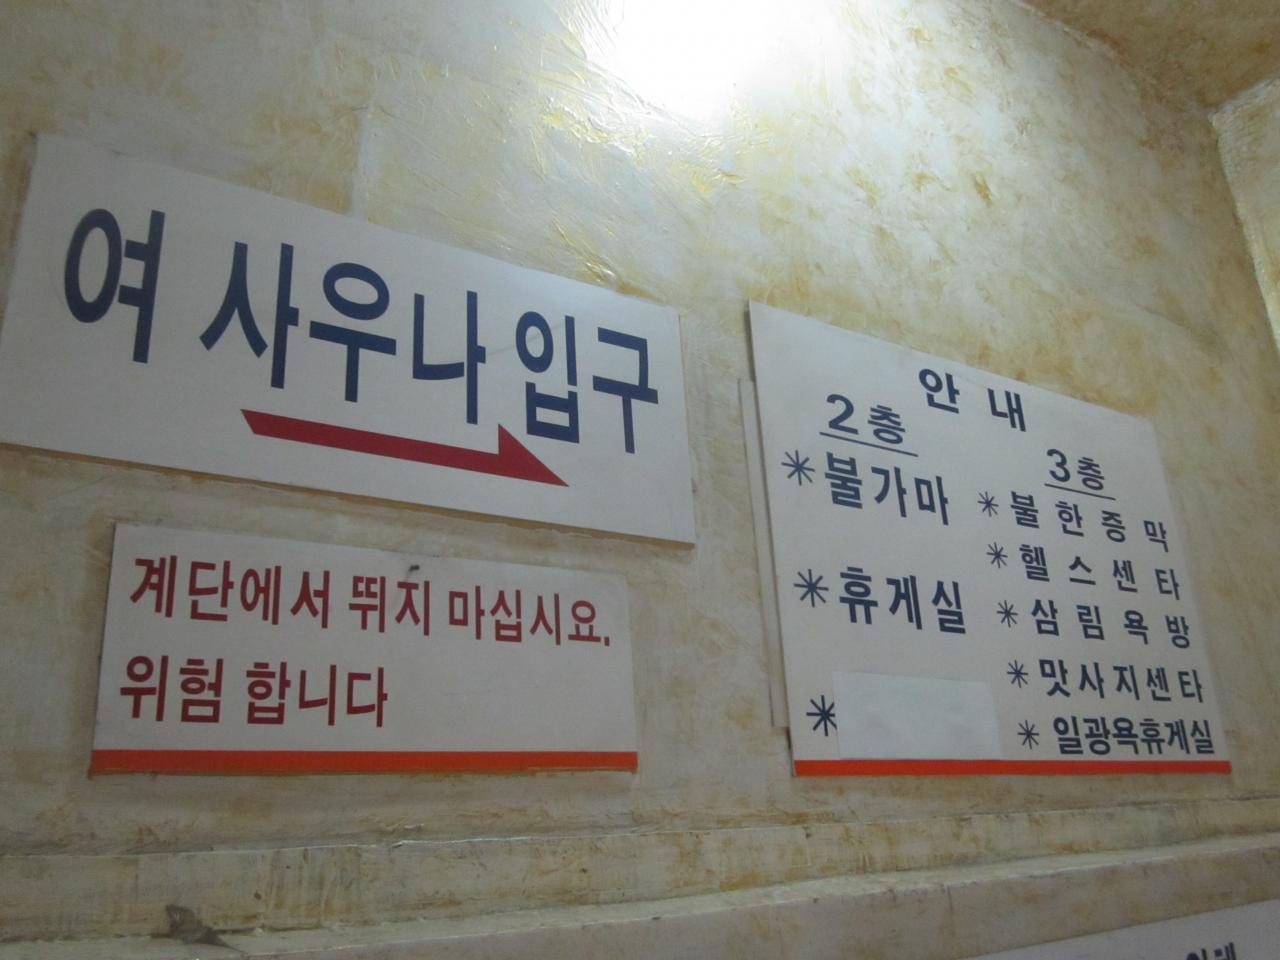 여 사우나 입구
계단에서 뛰지 마십시요.
위험 합니다
안 내
2층
* 불가마
* 휴게실
*
3층
* 불 한 증 막
* 헬 스 센 타
* 삼 림 욕 방
* 맛사지센타
* 일광욕휴게실